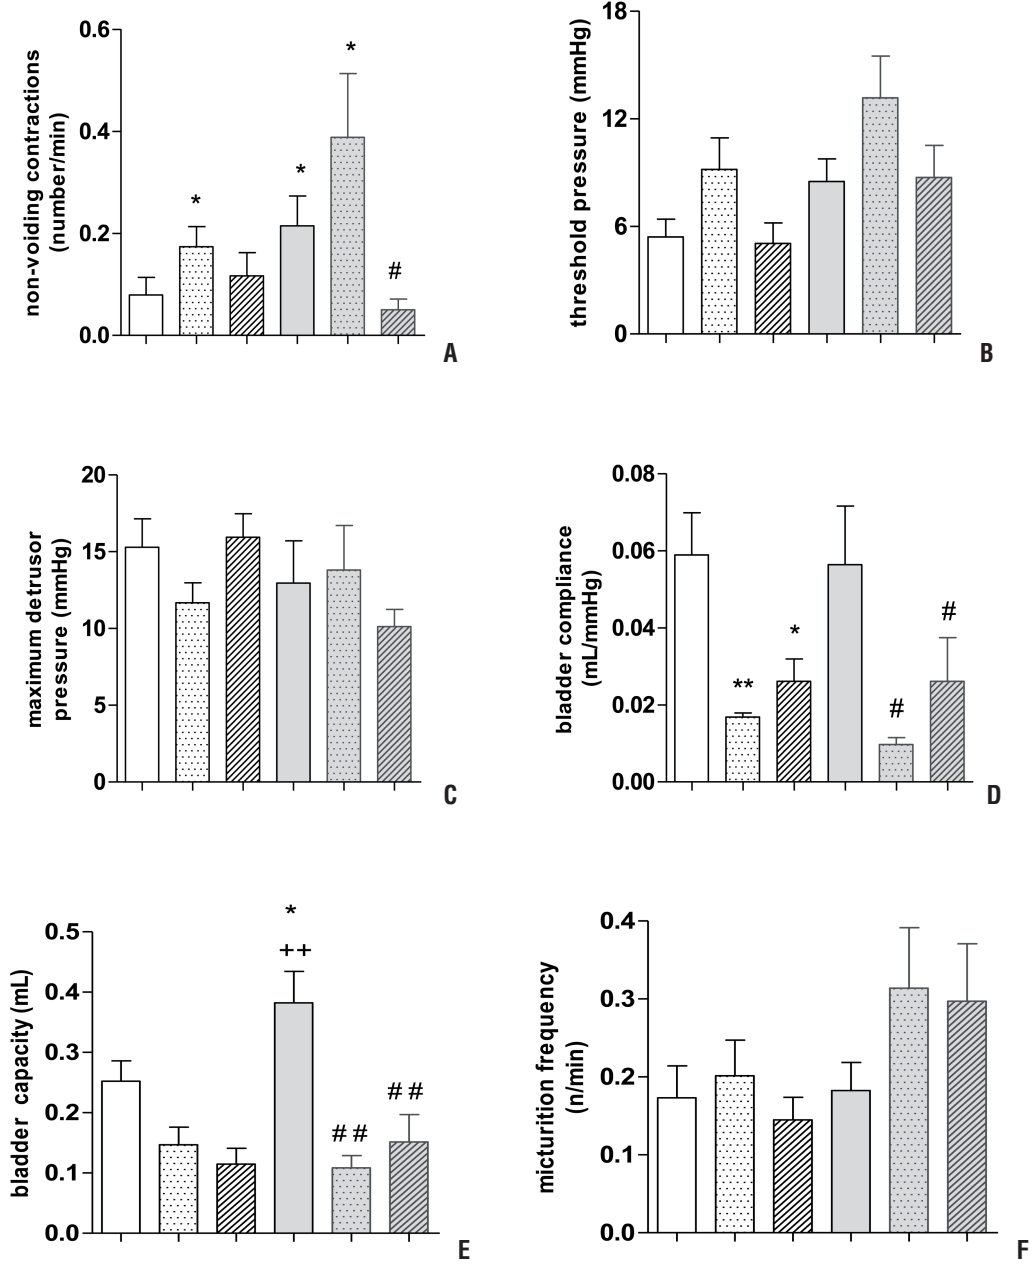 non-voiding contractions
(number/min)
0.6
0.4
0.2
0.0
*
*
*
#
A
threshold pressure (mmHg)
18
12
6
0
B
maximum detrusor
pressure (mmHg)
20
15
10
5
0
C
bladder compliance
(mL/mmHg)
0.08
0.06
0.04
0.02
0.00
**
*
#
#
D
bladder capacity (mL)
0.5
0.4
0.3
0.2
0.1
0.0
*
++
##
##
E
micturition frequency
(n/min)
0.4
0.3
0.2
0.1
0.0
F